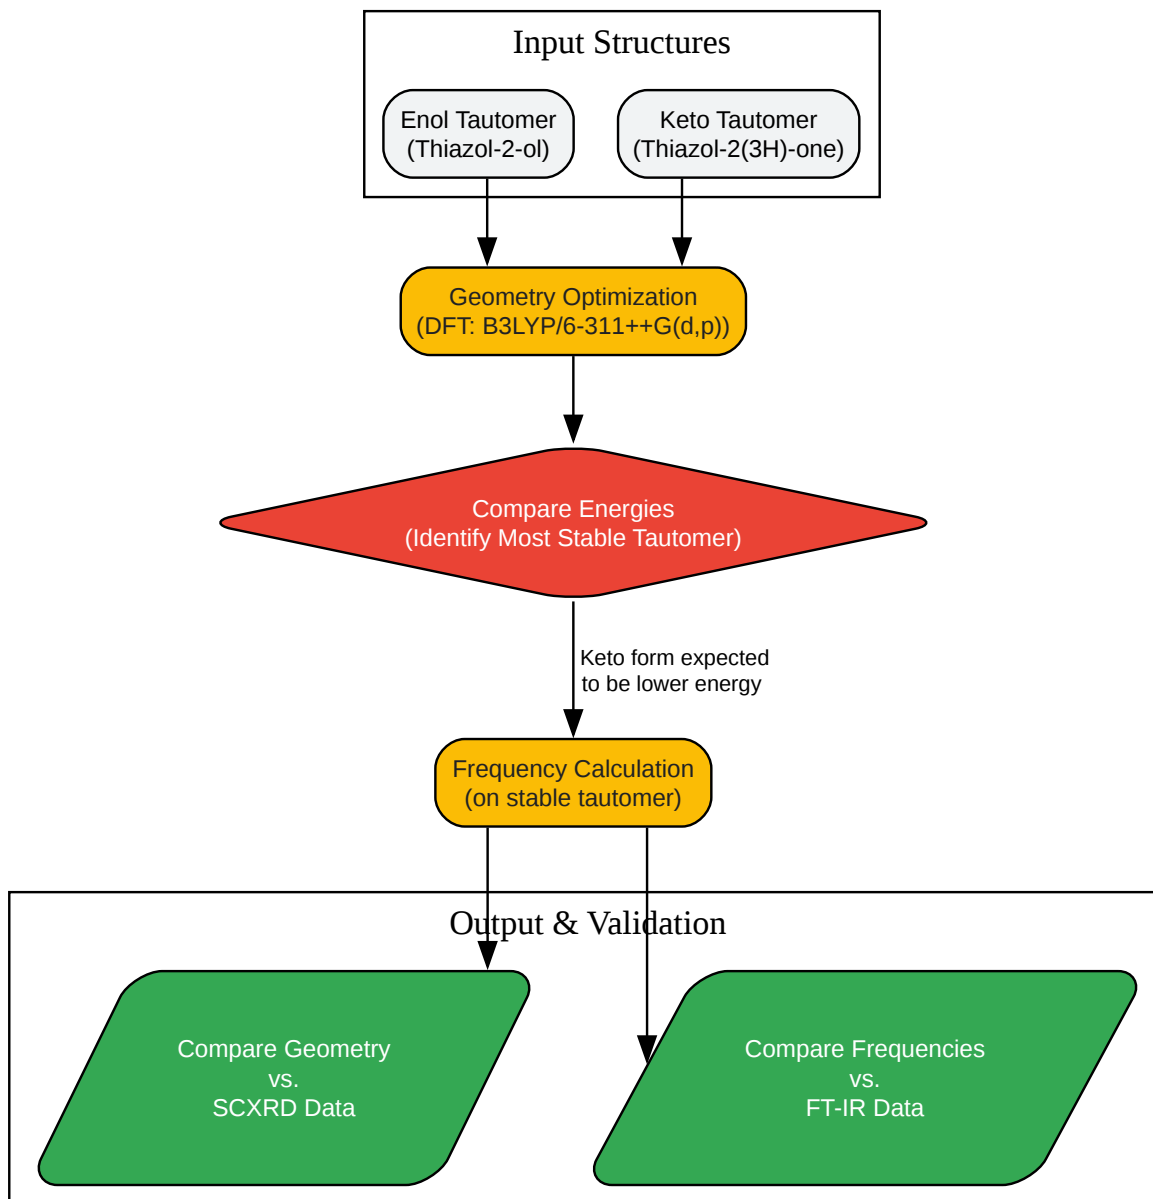 Input Structures
Enol Tautomer
(Thiazol-2-ol)
Keto Tautomer
(Thiazol-2(3H)-one)
Geometry Optimization
(DFT: B3LYP/6-311++G(d,p))
Compare Energies
(Identify Most Stable Tautomer)
Keto form expected
to be lower energy
Frequency Calculation
(on stable tautomer)
Output & Validation
Compare Geometry
vs.
SCXRD Data
Compare Frequencies
vs.
FT-IR Data